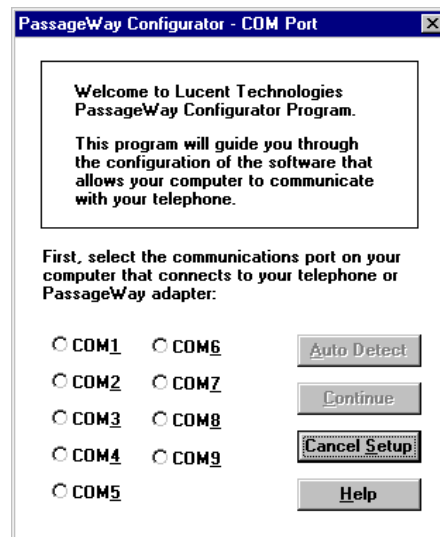 PassageWay Configurator - COM Port
Welcome to Lucent Technologies
PassageWay Configurator Program.
This program will guide you through
the configuration of the software that
allows your computer to communicate
with your telephone.
First, select the communications port on your
computer that connects to your telephone or
PassageWay adapter:
COM1
COM2
COM3
COM4
COM5
COM6
COM7
COM8
COM9
Auto Detect
Continue
Cancel Setup
Help